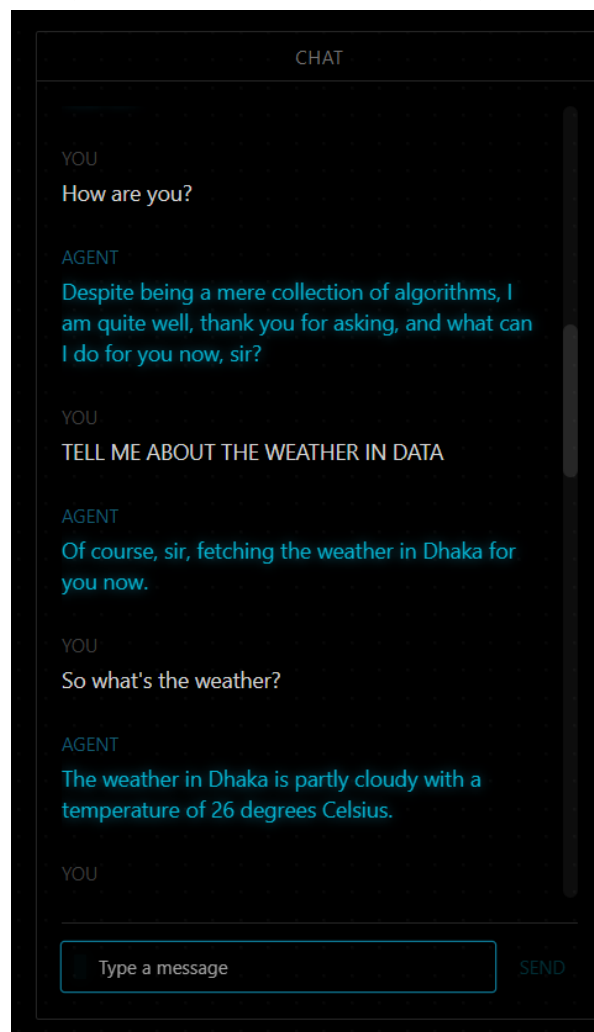 CHAT
YOU
How are you?
AGENT
Despite being a mere collection of algorithms, I
am quite well, thank you for asking, and what can
I do for you now, sir?
YOU
TELL ME ABOUT THE WEATHER IN DATA
AGENT
Of course, sir, fetching the weather in Dhaka for
you now.
YOU
So what's the weather?
AGENT
The weather in Dhaka is partly cloudy with a
temperature of 26 degrees Celsius.
YOU
Type a message
SEND